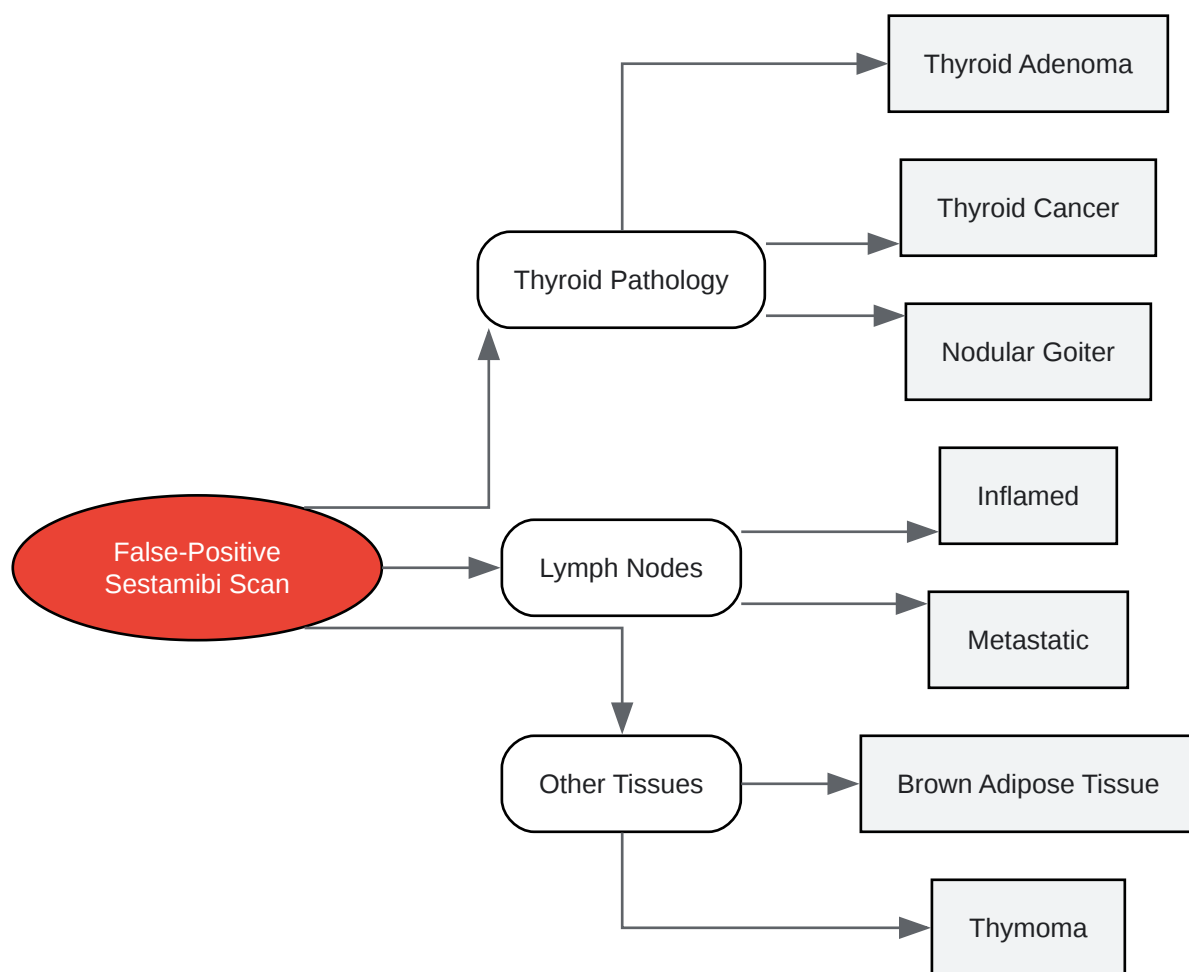 Thyroid Adenoma
Thyroid Cancer
Thyroid Pathology
Nodular Goiter
Inflamed
False-Positive
Sestamibi Scan
Lymph Nodes
Metastatic
Other Tissues
Brown Adipose Tissue
Thymoma